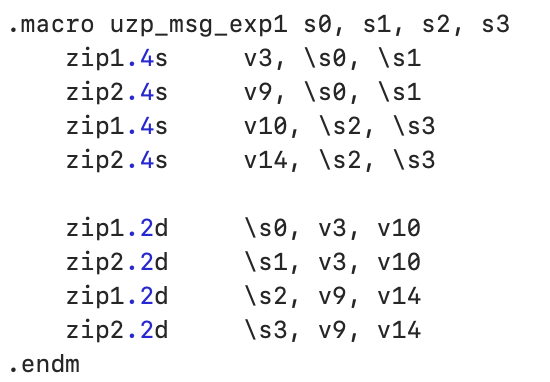 .macro uzp_msg_exp1 s0, s1, s2, s3
    zip1.4s     v3, \s0, \s1
    zip2.4s     v9, \s0, \s1
    zip1.4s     v10, \s2, \s3
    zip2.4s     v14, \s2, \s3

    zip1.2d     \s0, v3, v10
    zip2.2d     \s1, v3, v10
    zip1.2d     \s2, v9, v14
    zip2.2d     \s3, v9, v14
.endm